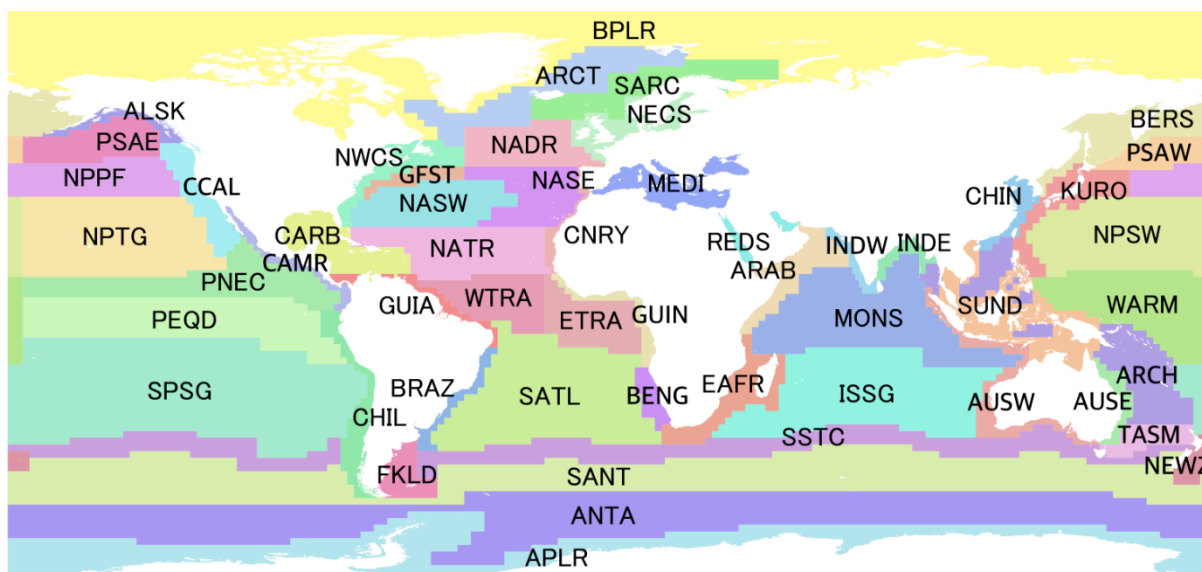 BPLR
ARCT
SARC
ALSK
NECS
BERS
PSAE
NADR
NWCS
PSAW
NPPF
GFST
NASE
MEDI
CCAL
NASW
CHIN
KURO
CARB
NPTG
NATR
CNRY
REDS
INDW
INDE
NPSW
CAMR
ARAB
PNEC
WTRA
GUIA
SUND
WARM
PEQD
ETRA
GUIN
MONS
SPSG
BRAZ
SATL
BENG
EAFR
ISSG
ARCH
AUSW
AUSE
CHIL
SSTC
TASM
FKLD
SANT
NEWZ
ANTA
APLR